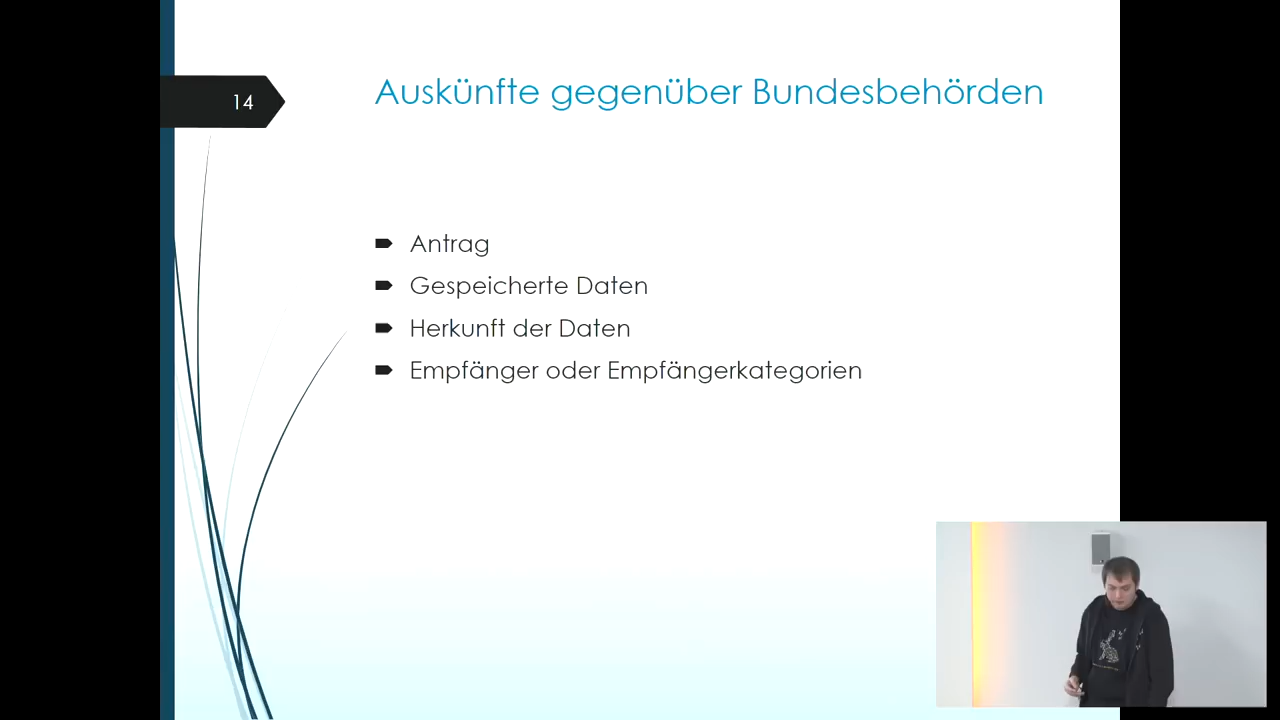 14
Auskünfte gegenüber Bundesbehörden
Antrag
Gespeicherte Daten
Herkunft der Daten
Empfänger oder Empfängerkategorien